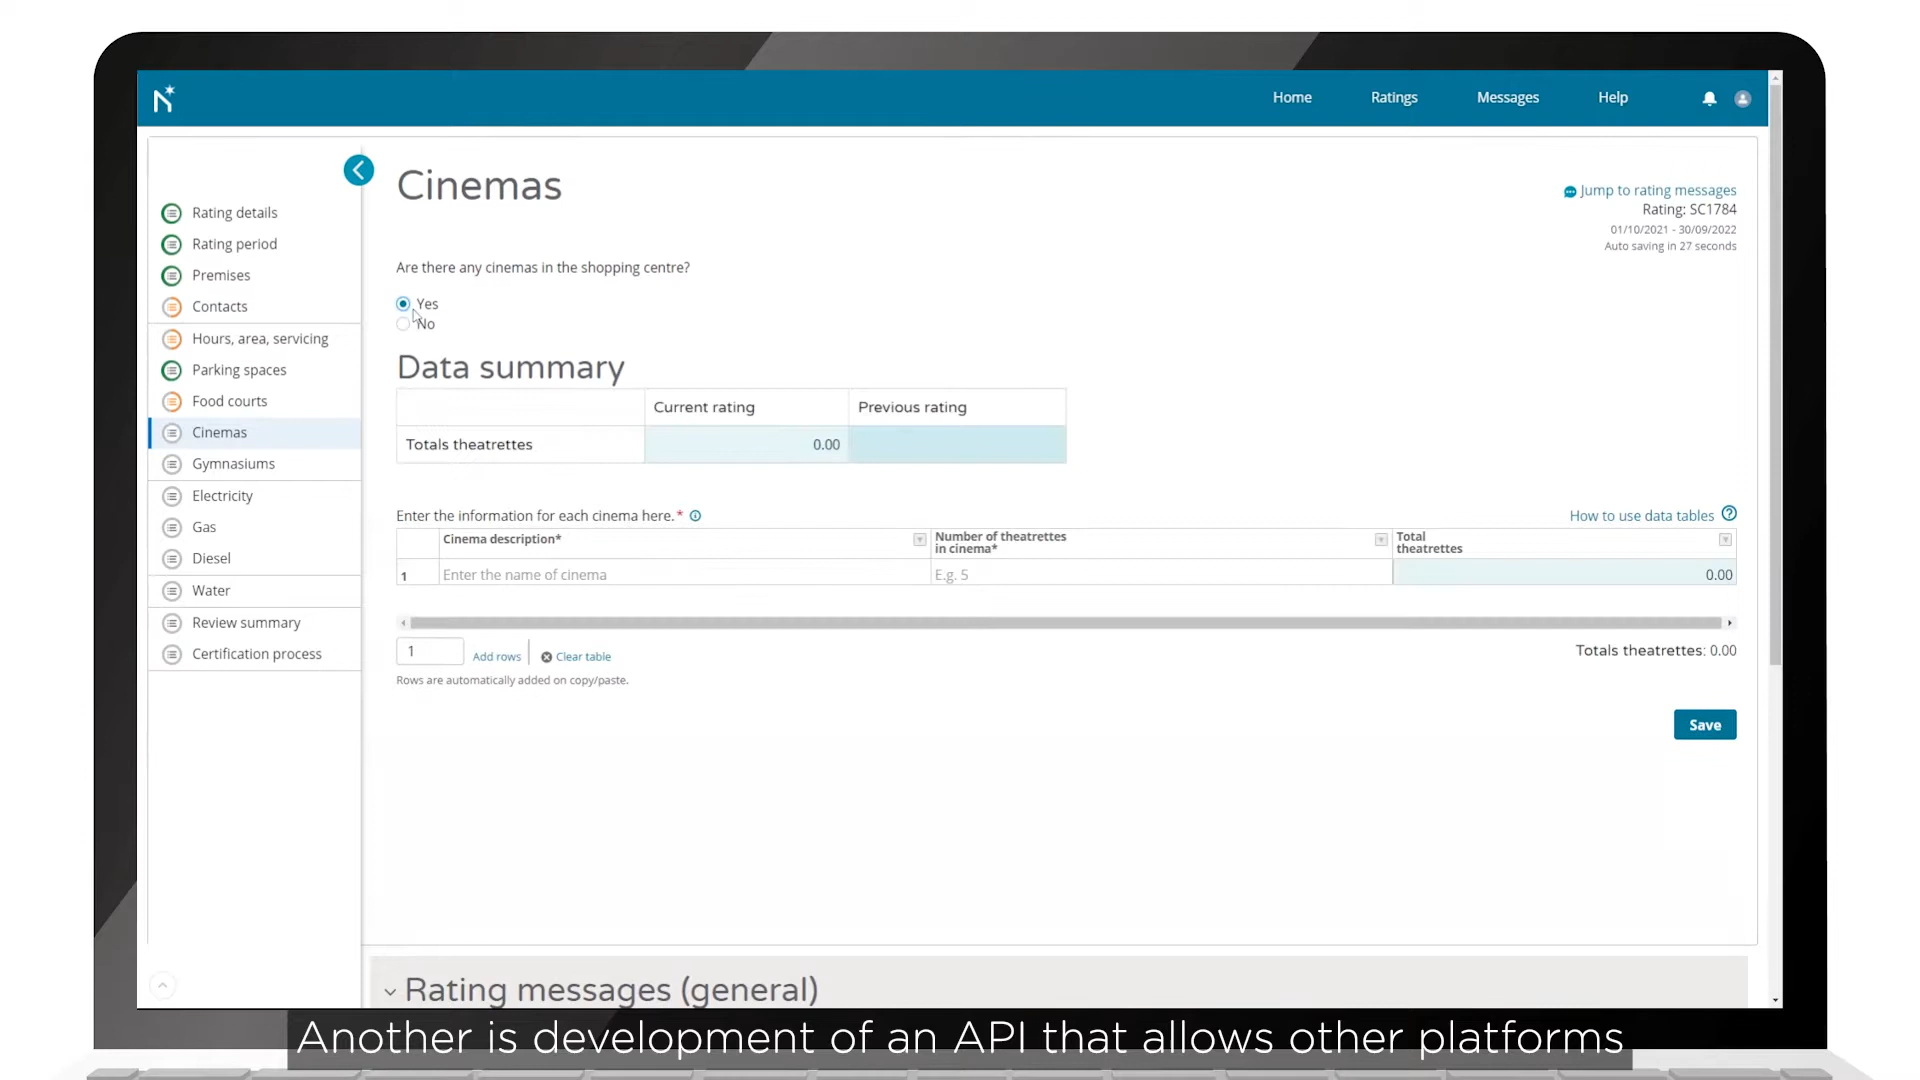 Home Ratings Messages Help
Cinemas
Jump to rating messages
Rating: SC1784
01/10/2021 - 30/09/2022
Auto saving in 27 seconds
Rating details
Rating period
Premises
Contacts
Hours, area, servicing
Parking spaces
Food courts
Cinemas
Gymnasiums
Electricity
Gas
Diesel
Water
Review summary
Certification process
Are there any cinemas in the shopping centre?
Yes
No
Data summary
Current rating Previous rating
Totals theatrettes 0.00
Enter the information for each cinema here.*
How to use data tables
Cinema description* Number of theatrettes in cinema* Total theatrettes
1 Enter the name of cinema E.g. 5 0.00
1 Add rows Clear table
Totals theatrettes: 0.00
Rows are automatically added on copy/paste.
Save
Rating messages (general)
Another is development of an API that allows other platforms